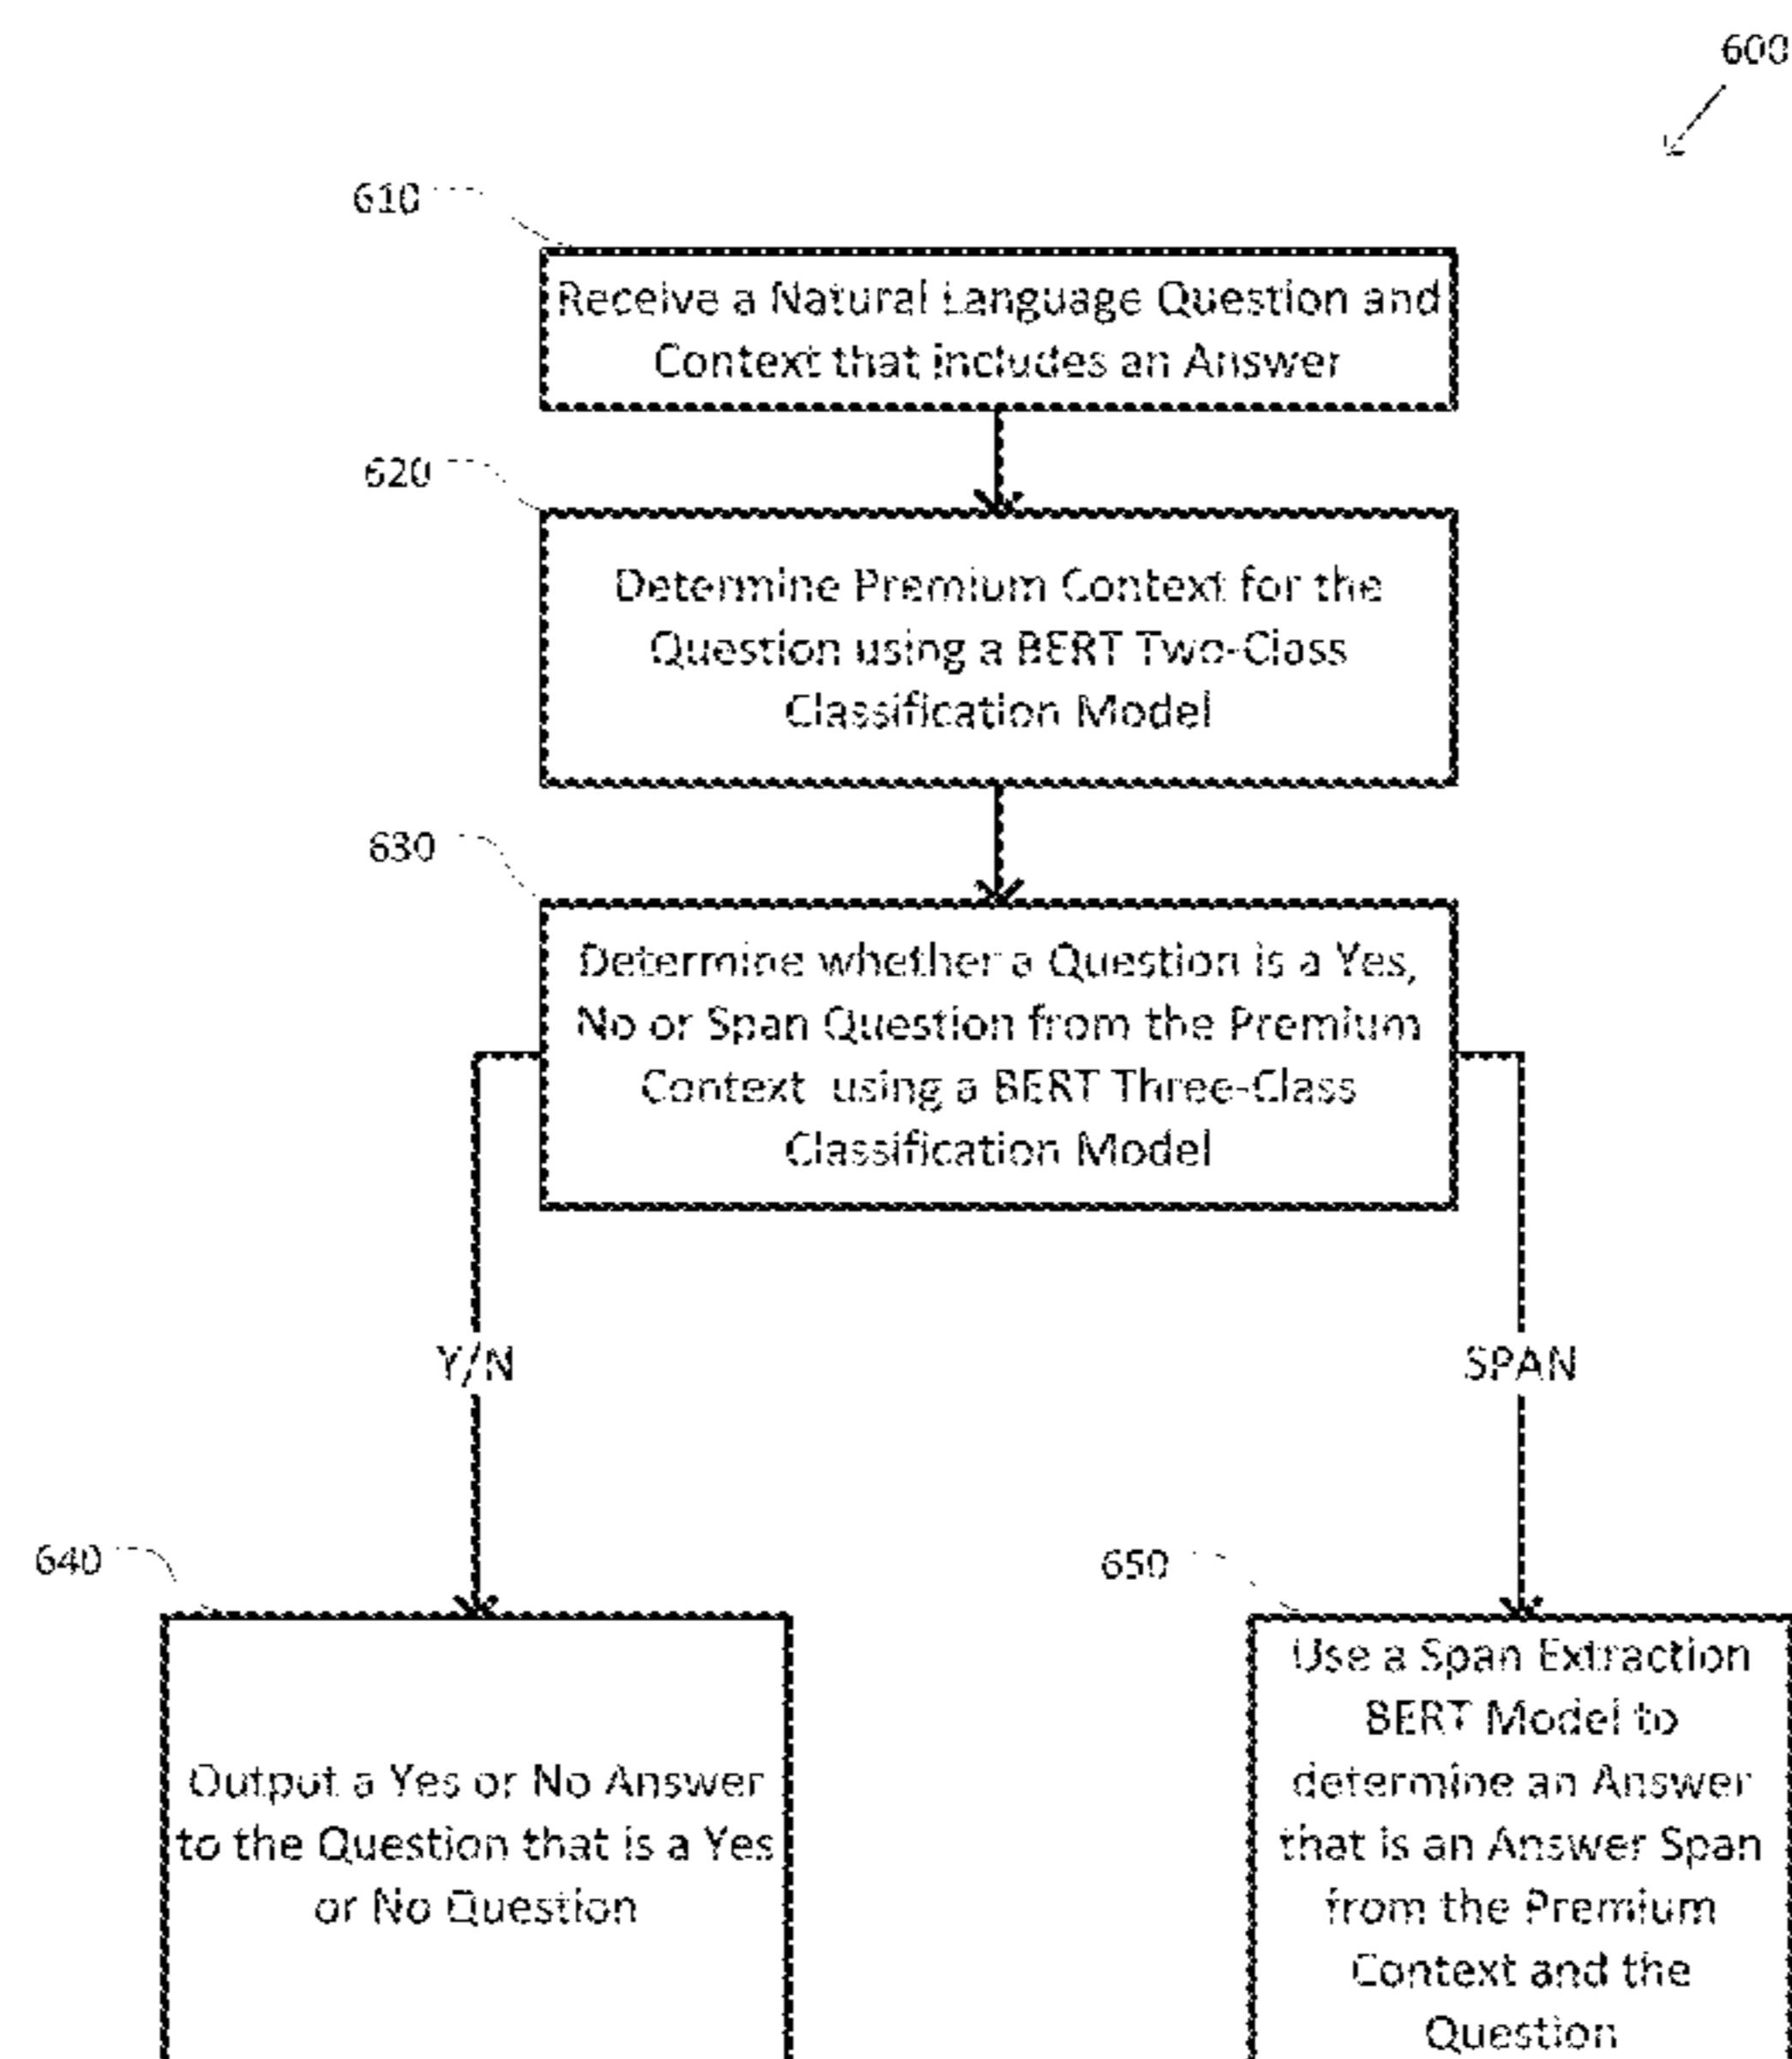 600
610
Receive a Natural Language Question and
Context that includes an Answer
620
Determine Premium Context for the
Question using a BERT Two-Class
Classification Model
630
Determine whether a Question is a Yes,
No or Span Question from the Premium
Context using a BERT Three-Class
Classification Model
Y/N
SPAN
640
Output a Yes or No Answer
to the Question that is a Yes
or No Question
650
Use a Span Extraction
BERT Model to
determine an Answer
that is an Answer Span
from the Premium
Context and the
Question